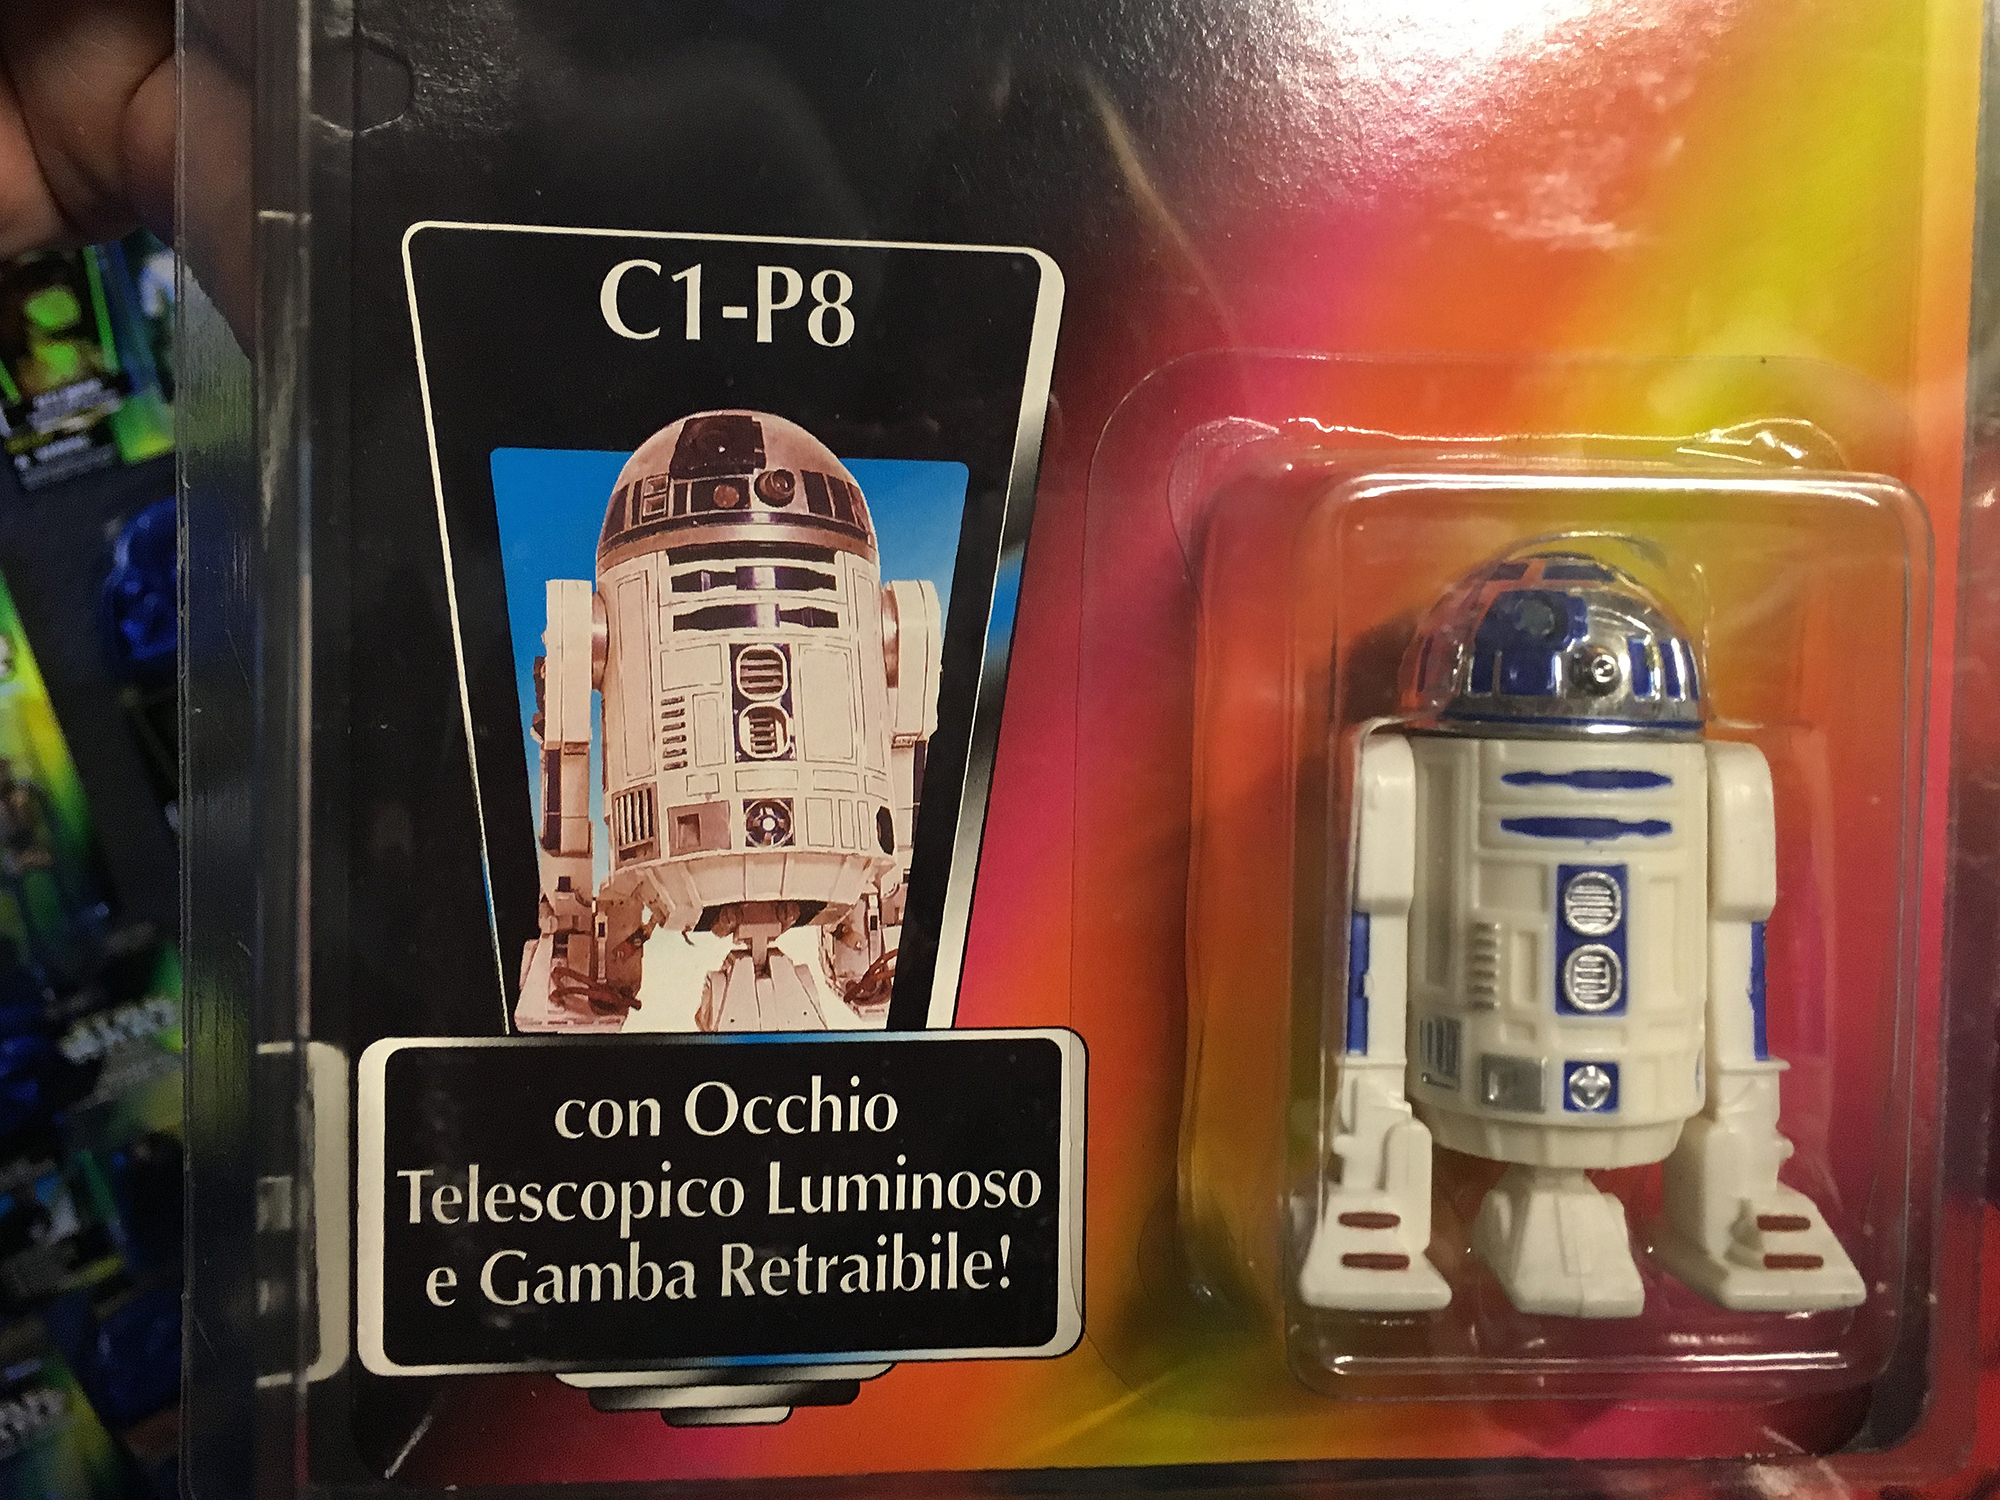 C1-P8
con Occhio
Telescopico Luminoso
e Gamba Retraibile!